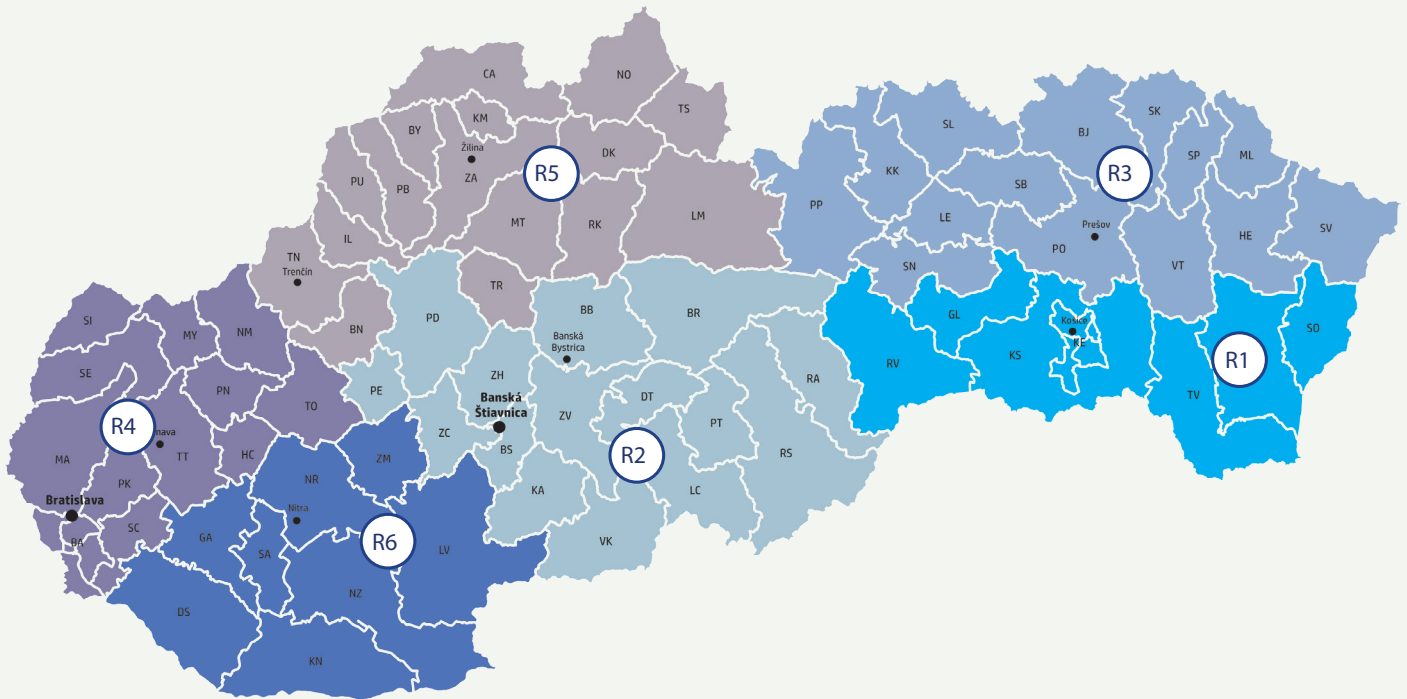 CA
NO
TS
KM
BY
Žilina
ZA
DK
PU
PB
R5
MT
RK
LM
IL
TN
Trenčín
TR
BN
SL
BJ
SK
SP
ML
KK
SB
R3
PP
LE
Prešov
PO
HE
SV
VT
SN
SI
MY
NM
SE
PN
TO
R4
nava
TT
HC
MA
PK
Bratislava
SC
BA
PD
BB
Banská
Bystrica
BR
PE
ZH
Banská
Štiavnica
ZC
BS
ZV
DT
PT
RA
R2
RS
KA
LC
VK
GL
Košice
KE
KS
RV
TV
R1
SO
ZM
NR
Nitra
R6
GA
SA
LV
NZ
DS
KN